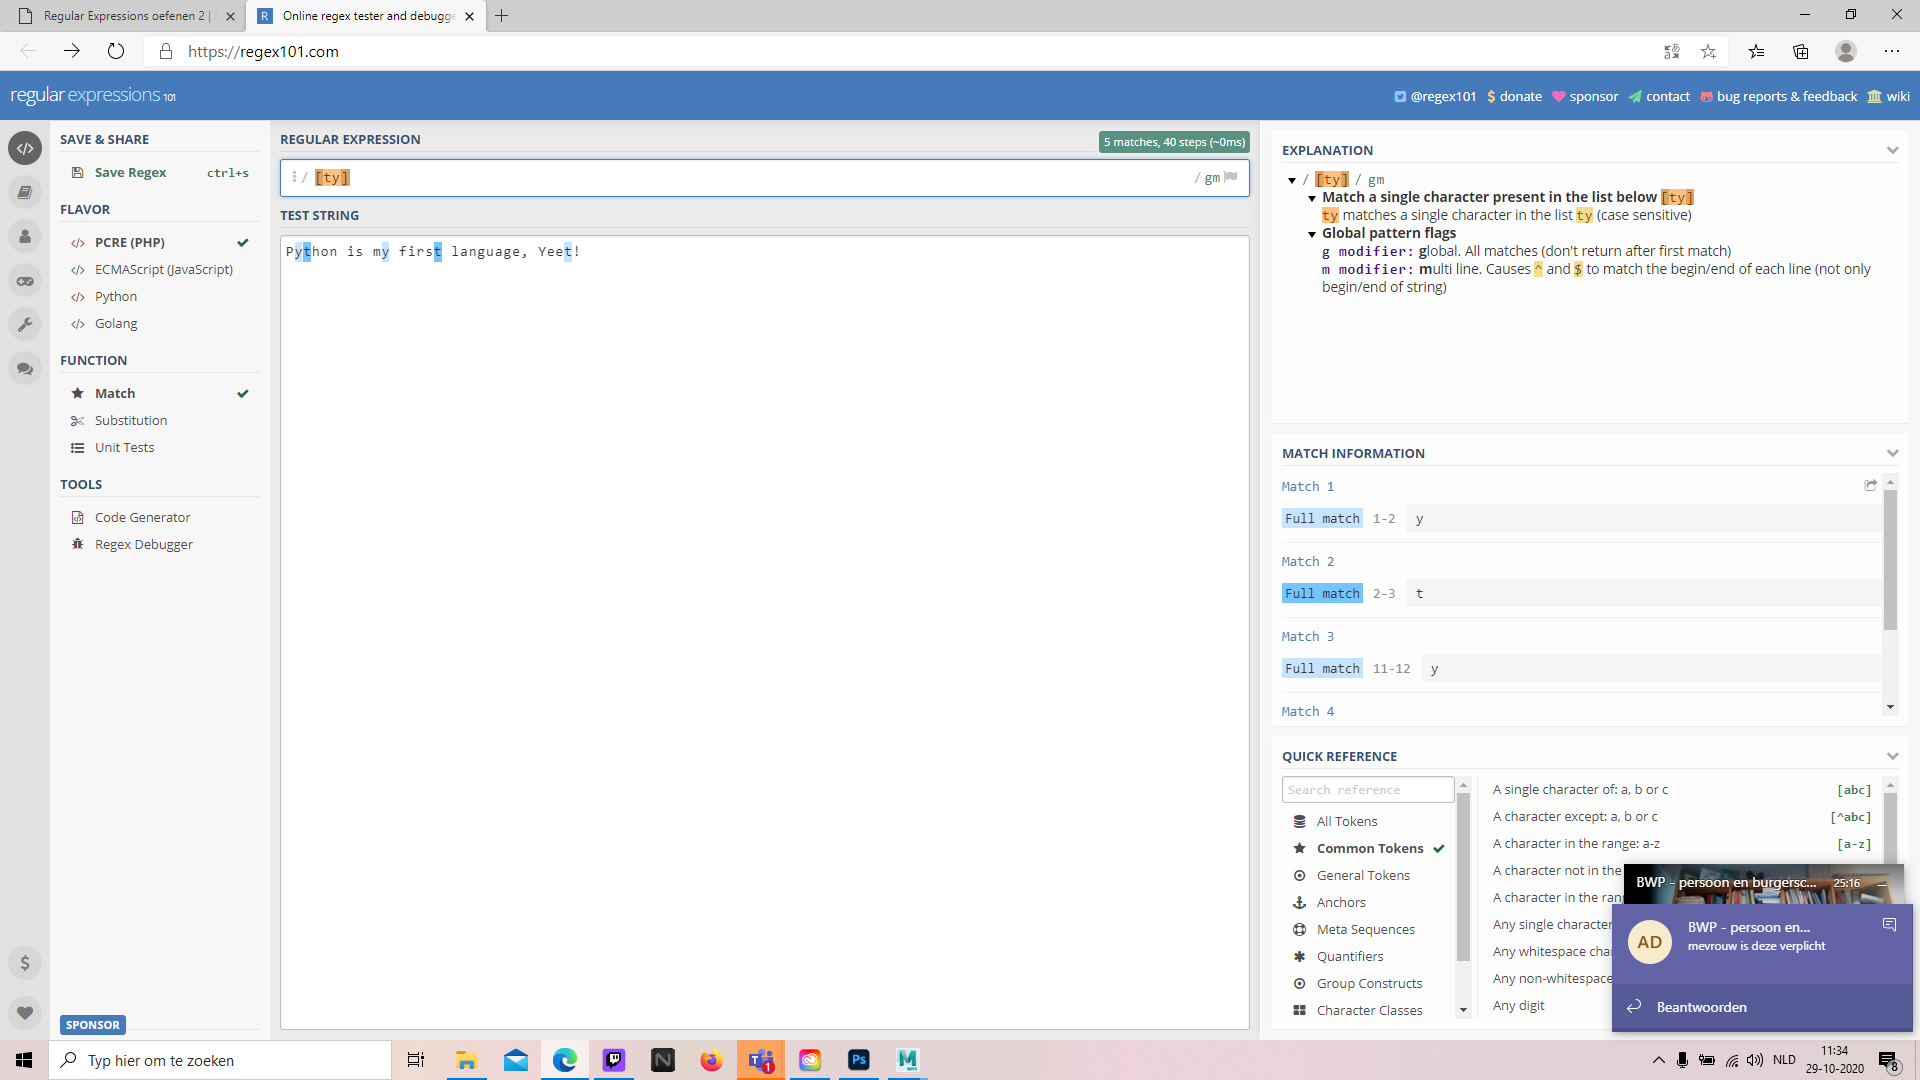 Regular Expressions oefenen 2 |
Online regex tester and debugge
https://regex101.com
regular expressions 101
@regex101
donate
sponsor
contact
bug reports & feedback
wiki
SAVE & SHARE
Save Regex ctrl+s
FLAVOR
</> PCRE (PHP)
</> ECMAScript (JavaScript)
</> Python
</> Golang
FUNCTION
Match
Substitution
Unit Tests
TOOLS
Code Generator
Regex Debugger
SPONSOR
REGULAR EXPRESSION
5 matches, 40 steps (~0ms)
/ [ty] / gm
TEST STRING
Python is my first language, Yeet!
EXPLANATION
/ [ty] / gm
Match a single character present in the list below [ty]
ty matches a single character in the list ty (case sensitive)
Global pattern flags
g modifier: global. All matches (don't return after first match)
m modifier: multi line. Causes ^ and $ to match the begin/end of each line (not only
begin/end of string)
MATCH INFORMATION
Match 1
Full match 1-2 y
Match 2
Full match 2-3 t
Match 3
Full match 11-12 y
Match 4
QUICK REFERENCE
Search reference
All Tokens
Common Tokens
General Tokens
Anchors
Meta Sequences
Quantifiers
Group Constructs
Character Classes
A single character of: a, b or c [abc]
A character except: a, b or c [^abc]
A character in the range: a-z [a-z]
A character not in the
A character in the ran
Any single character
Any whitespace cha
Any non-whitespace
Any digit
BWP - persoon en burgersc... 25:16
AD
BWP - persoon en...
mevrouw is deze verplicht
Beantwoorden
Typ hier om te zoeken
1
Ps
NLD
11:34
29-10-2020
8